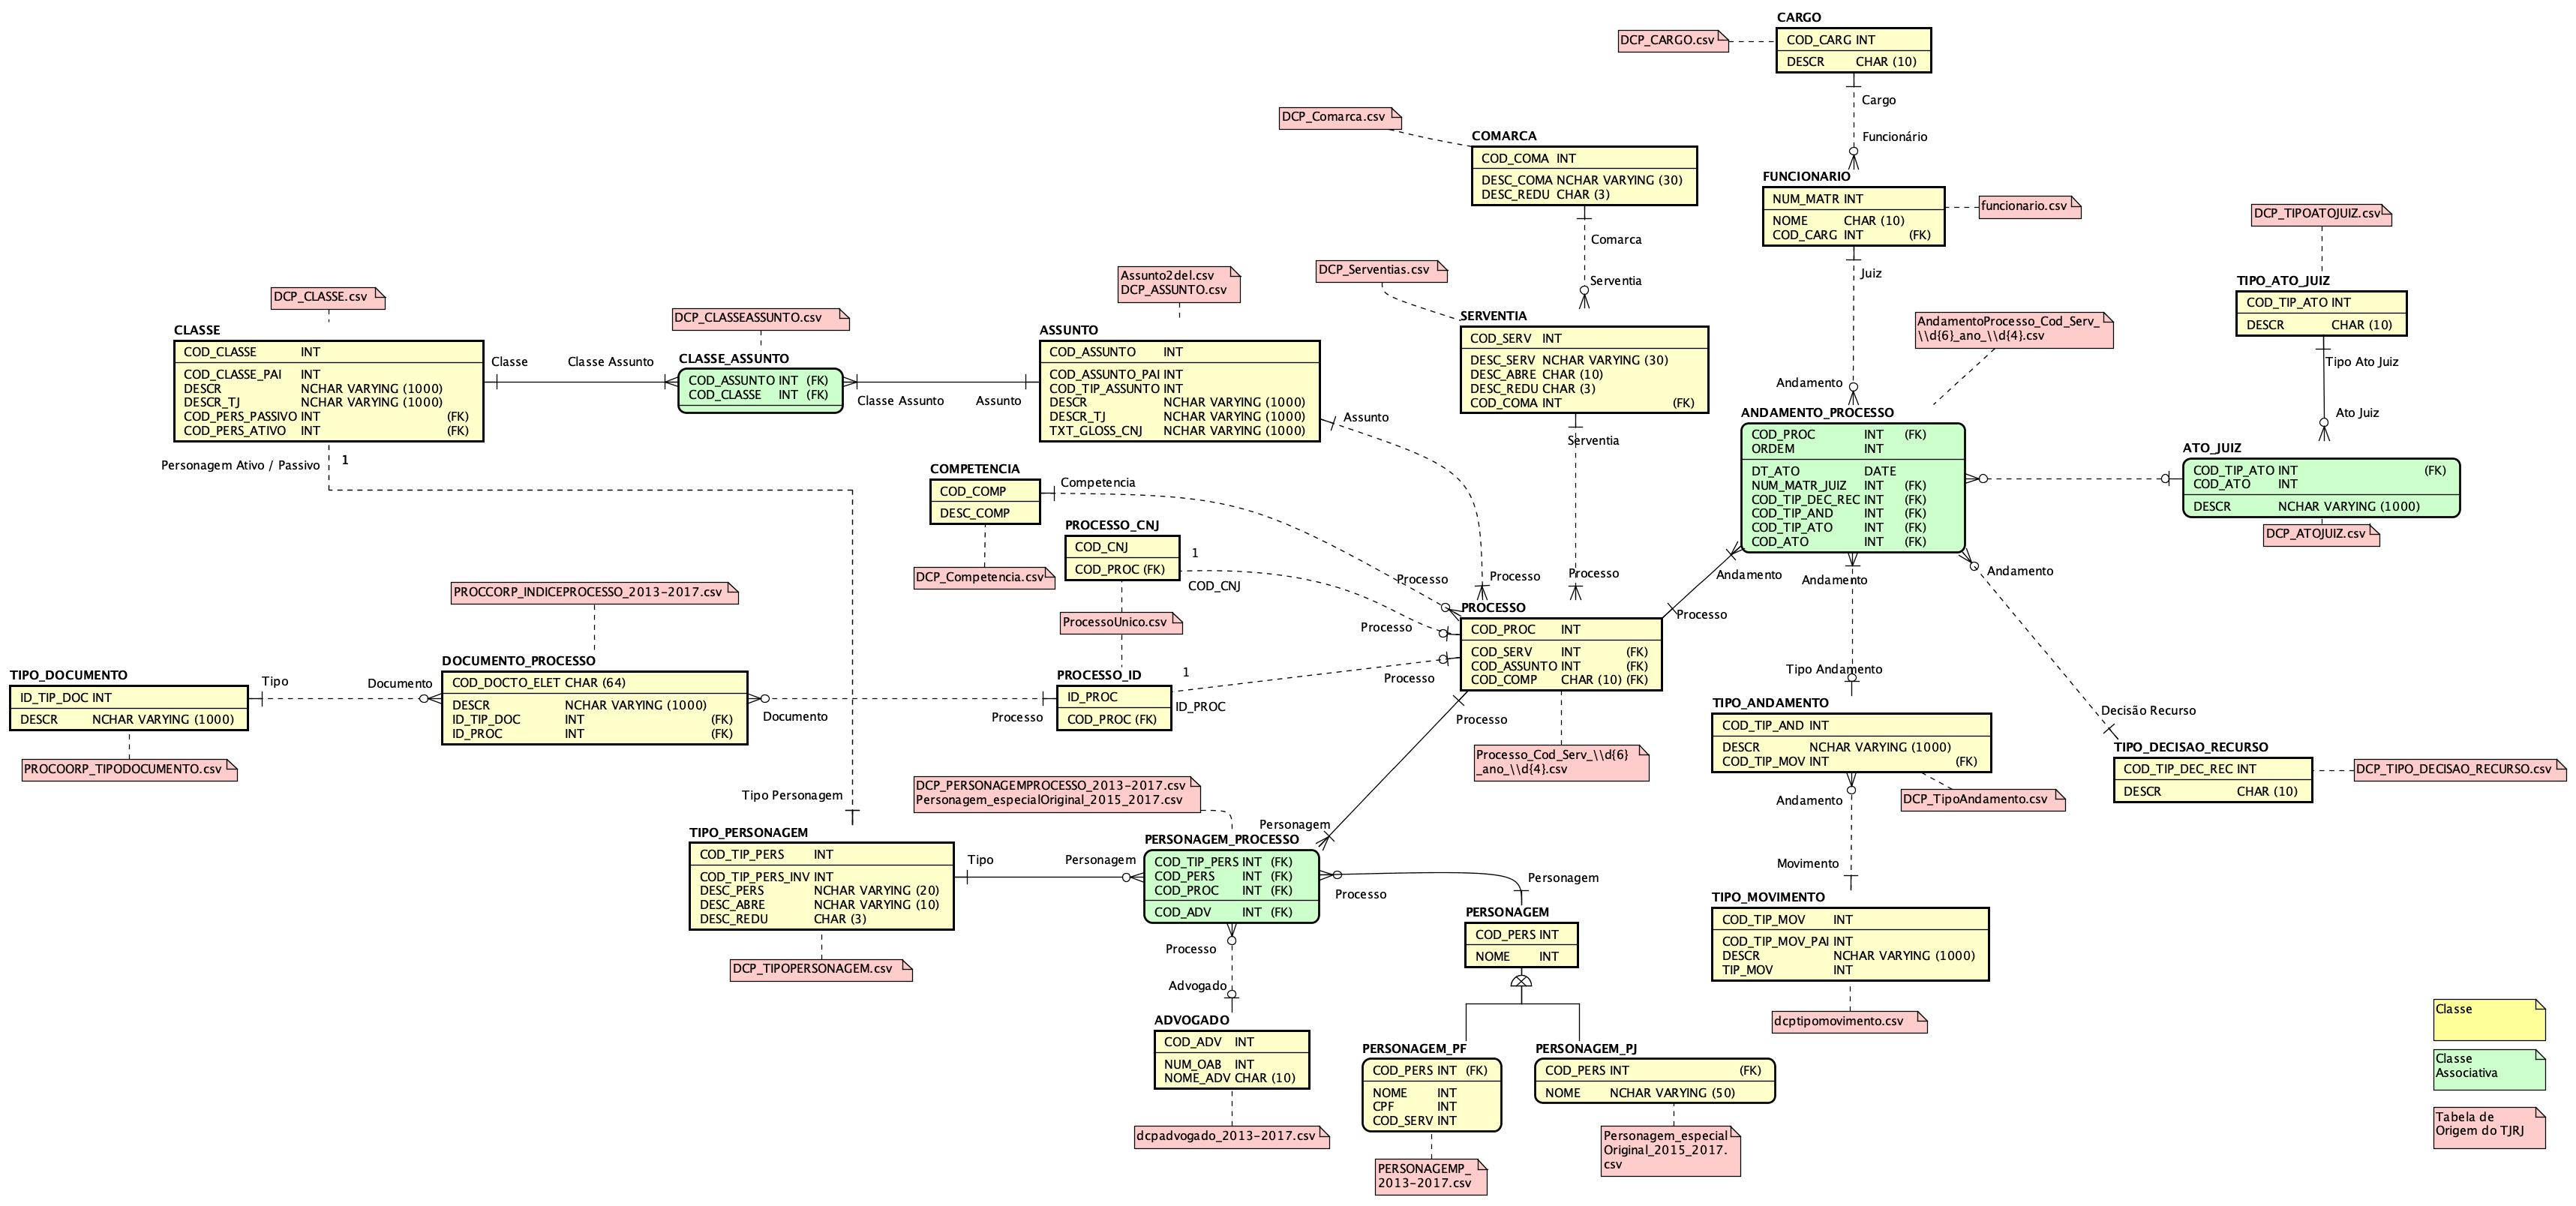 CARGO
COD_CARG INT
DESCR CHAR (10)
DCP_CARGO.csv
Cargo
Funcionário
DCP_Comarca.csv
COMARCA
COD_COMA INT
DESC_COMA NCHAR VARYING (30)
DESC_REDU CHAR (3)
Comarca
Serventia
FUNCIONARIO
NUM_MATR INT
NOME CHAR (10)
COD_CARG INT (FK)
funcionario.csv
Juiz
Andamento
DCP_TIPOATOJUIZ.csv
TIPO_ATO_JUIZ
COD_TIP_ATO INT
DESCR CHAR (10)
Tipo Ato Juiz
Ato Juiz
DCP_Serventias.csv
SERVENTIA
COD_SERV INT
DESC_SERV NCHAR VARYING (30)
DESC_ABRE CHAR (10)
DESC_REDU CHAR (3)
COD_COMA INT (FK)
Serventia
Processo
DCP_CLASSE.csv
CLASSE
COD_CLASSE INT
COD_CLASSE_PAI INT
DESCR NCHAR VARYING (1000)
DESCR_TJ NCHAR VARYING (1000)
COD_PERS_PASSIVO INT (FK)
COD_PERS_ATIVO INT (FK)
Classe
Classe Assunto
Personagem Ativo / Passivo
1
DCP_CLASSEASSUNTO.csv
CLASSE_ASSUNTO
COD_ASSUNTO INT (FK)
COD_CLASSE INT (FK)
Classe Assunto
Assunto
Assunto2del.csv
DCP_ASSUNTO.csv
ASSUNTO
COD_ASSUNTO INT
COD_ASSUNTO_PAI INT
COD_TIP_ASSUNTO INT
DESCR NCHAR VARYING (1000)
DESCR_TJ NCHAR VARYING (1000)
TXT_GLOSS_CNJ NCHAR VARYING (1000)
Assunto
Processo
AndamentoProcesso_Cod_Serv_
\\d{6}_ano_\\d{4}.csv
ANDAMENTO_PROCESSO
COD_PROC INT (FK)
ORDEM INT
DT_ATO DATE
NUM_MATR_JUIZ INT (FK)
COD_TIP_DEC_REC INT (FK)
COD_TIP_AND INT (FK)
COD_TIP_ATO INT (FK)
COD_ATO INT (FK)
ATO_JUIZ
COD_TIP_ATO INT (FK)
COD_ATO INT
DESCR NCHAR VARYING (1000)
DCP_ATOJUIZ.csv
COMPETENCIA
COD_COMP
DESC_COMP
Competencia
Processo
DCP_Competencia.csv
PROCESSO_CNJ
COD_CNJ
COD_PROC (FK)
1
COD_CNJ
Processo
ProcessoUnico.csv
PROCESSO_ID
ID_PROC
COD_PROC (FK)
1
ID_PROC
Processo
PROCESSO
COD_PROC INT
COD_SERV INT (FK)
COD_ASSUNTO INT (FK)
COD_COMP CHAR (10) (FK)
Processo_Cod_Serv_\\d{6}
_ano_\\d{4}.csv
Processo
Andamento
Andamento
Tipo Andamento
Andamento
Decisão Recurso
PROCCORP_INDICEPROCESSO_2013-2017.csv
DOCUMENTO_PROCESSO
COD_DOCTO_ELET CHAR (64)
DESCR NCHAR VARYING (1000)
ID_TIP_DOC INT (FK)
ID_PROC INT (FK)
Documento
Processo
TIPO_DOCUMENTO
ID_TIP_DOC INT
DESCR NCHAR VARYING (1000)
Tipo
Documento
PROCOORP_TIPODOCUMENTO.csv
TIPO_ANDAMENTO
COD_TIP_AND INT
DESCR NCHAR VARYING (1000)
COD_TIP_MOV INT (FK)
DCP_TipoAndamento.csv
Andamento
Movimento
TIPO_DECISAO_RECURSO
COD_TIP_DEC_REC INT
DESCR CHAR (10)
DCP_TIPO_DECISAO_RECURSO.csv
Processo
Personagem
DCP_PERSONAGEMPROCESSO_2013-2017.csv
Personagem_especialOriginal_2015_2017.csv
Tipo Personagem
TIPO_PERSONAGEM
COD_TIP_PERS INT
COD_TIP_PERS_INV INT
DESC_PERS NCHAR VARYING (20)
DESC_ABRE NCHAR VARYING (10)
DESC_REDU CHAR (3)
Tipo
Personagem
DCP_TIPOPERSONAGEM.csv
PERSONAGEM_PROCESSO
COD_TIP_PERS INT (FK)
COD_PERS INT (FK)
COD_PROC INT (FK)
COD_ADV INT (FK)
Processo
Personagem
PERSONAGEM
COD_PERS INT
NOME INT
TIPO_MOVIMENTO
COD_TIP_MOV INT
COD_TIP_MOV_PAI INT
DESCR NCHAR VARYING (1000)
TIP_MOV INT
dcptipomovimento.csv
Processo
Advogado
ADVOGADO
COD_ADV INT
NUM_OAB INT
NOME_ADV CHAR (10)
dcpadvogado_2013-2017.csv
PERSONAGEM_PF
COD_PERS INT (FK)
NOME INT
CPF INT
COD_SERV INT
PERSONAGEMP_
2013-2017.csv
PERSONAGEM_PJ
COD_PERS INT (FK)
NOME NCHAR VARYING (50)
Personagem_especial
Original_2015_2017.
csv
Classe
Classe
Associativa
Tabela de
Origem do TJRJ